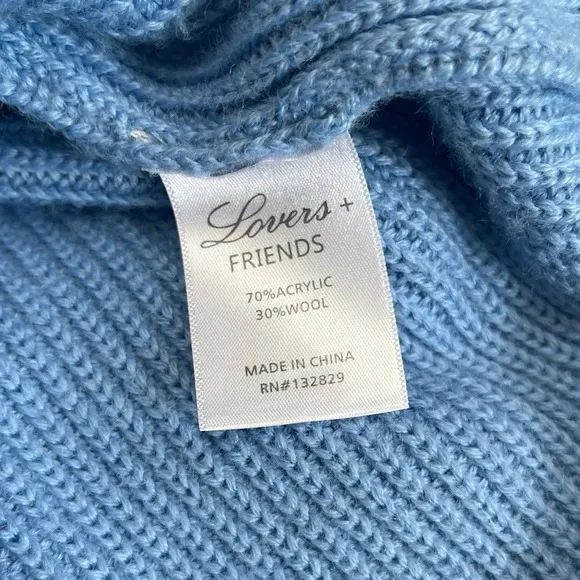 Lovers +
FRIENDS
70%ACRYLIC
30%WOOL
MADE IN CHINA
RN#132829